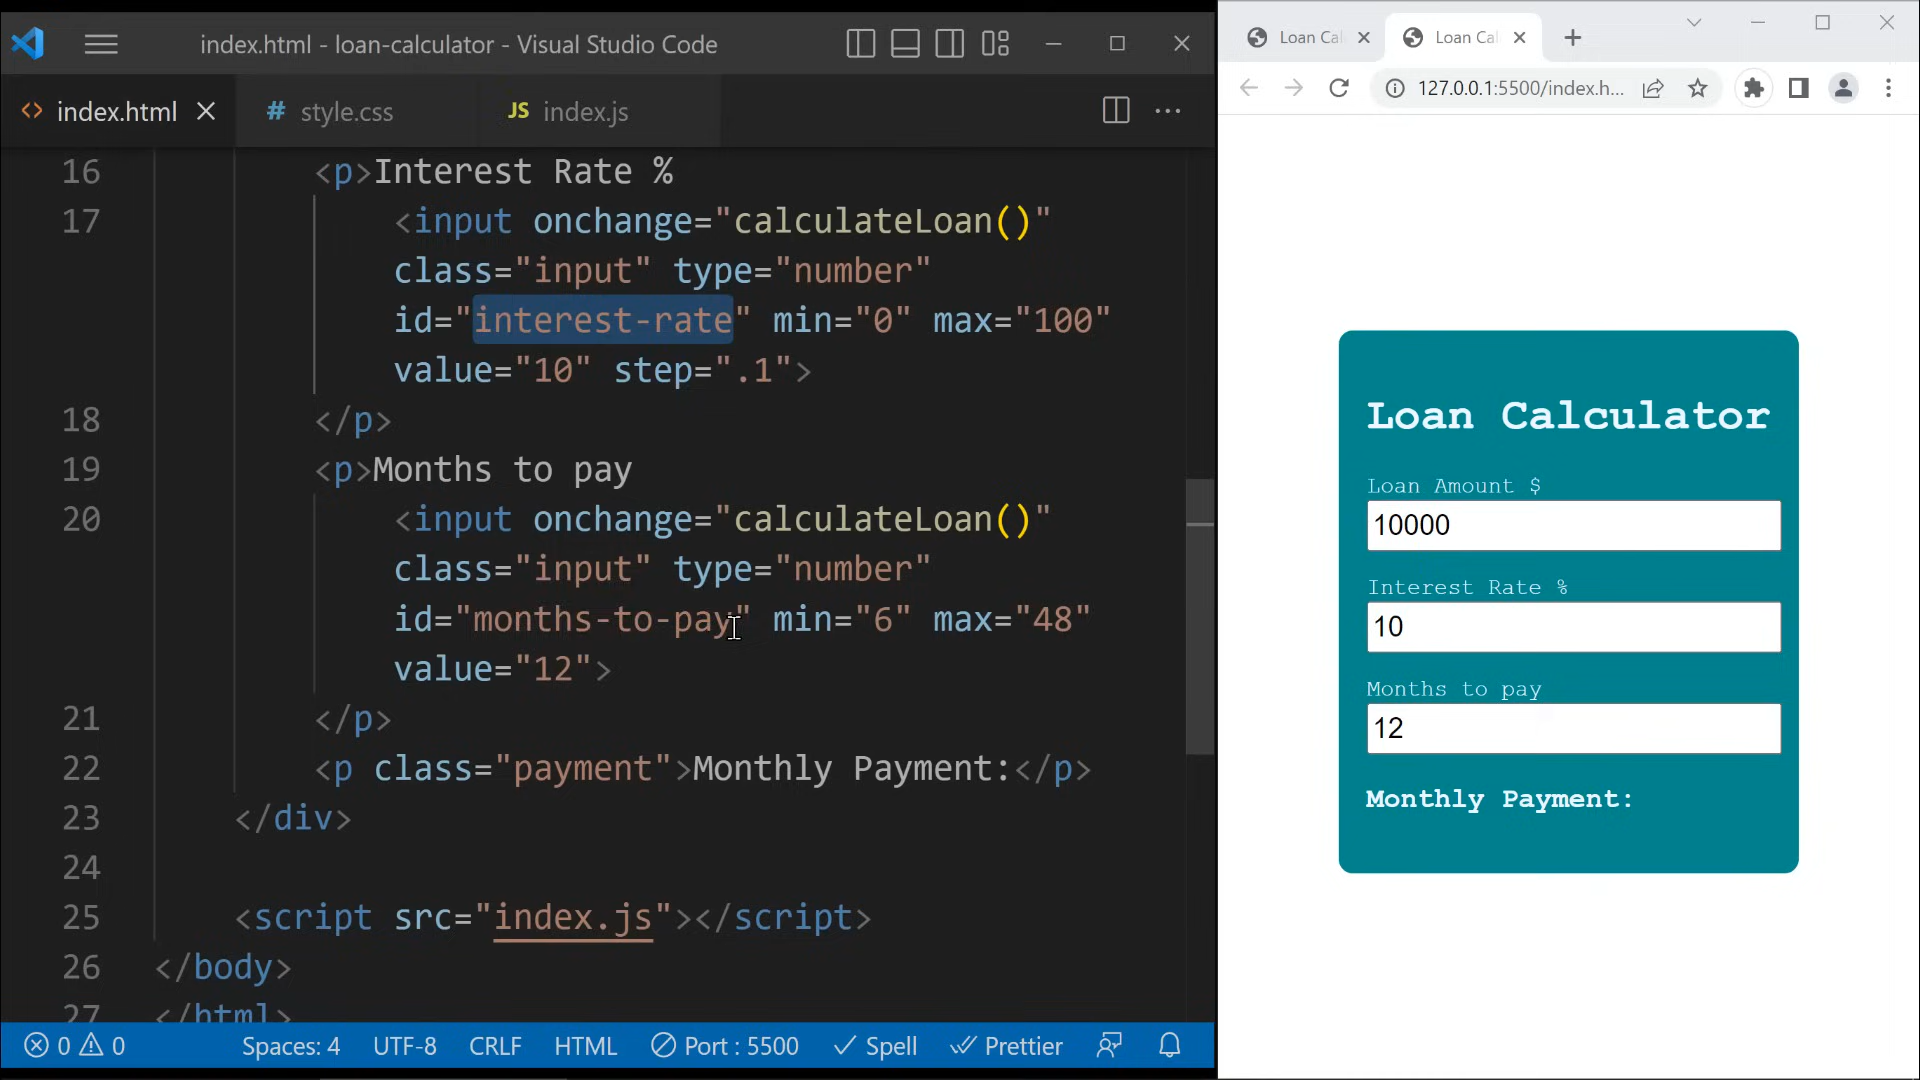 index.html - loan-calculator - Visual Studio Code
index.html
# style.css
JS index.js
16 <p>Interest Rate %
17 <input onchange="calculateLoan()"
class="input" type="number"
id="interest-rate" min="0" max="100"
value="10" step=".1">
18 </p>
19 <p>Months to pay
20 <input onchange="calculateLoan()"
class="input" type="number"
id="months-to-pay" min="6" max="48"
value="12">
21 </p>
22 <p class="payment">Monthly Payment:</p>
23 </div>
24
25 <script src="index.js"></script>
26 </body>
27 </html>
0 0 Spaces: 4 UTF-8 CRLF HTML Port : 5500 Spell Prettier
Loan Cal
Loan Cal
127.0.0.1:5500/index.h...
Loan Calculator
Loan Amount $
10000
Interest Rate %
10
Months to pay
12
Monthly Payment: